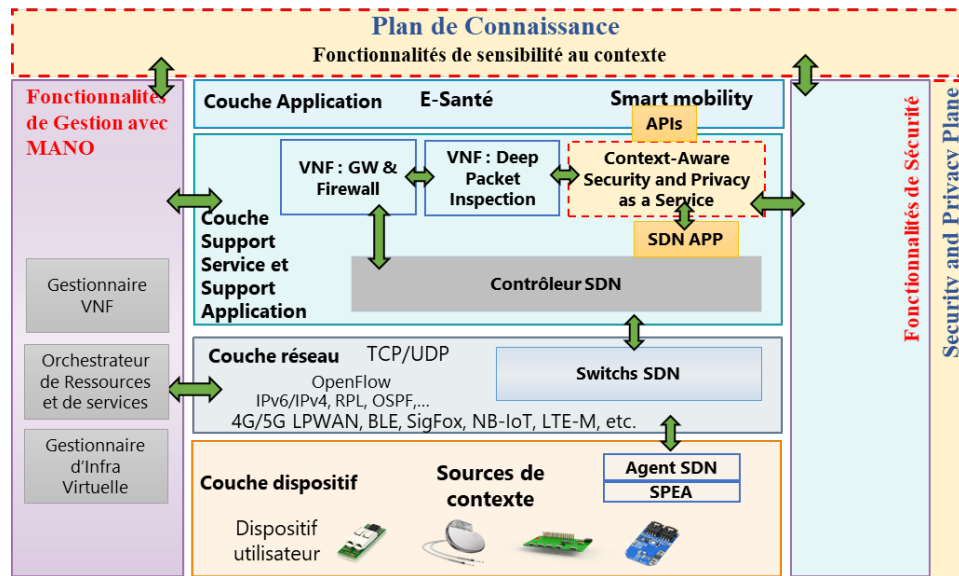 Plan de Connaissance
Fonctionnalités de sensibilité au contexte
Fonctionnalités
de Gestion avec
MANO
Gestionnaire
VNF
Orchestrateur
de Ressources
et de services
Gestionnaire
d'Infra
Virtuelle
Couche Application
E-Santé
Smart mobility
APIs
VNF : GW &
Firewall
VNF : Deep
Packet
Inspection
Context-Aware
Security and Privacy
as a Service
Couche
Support
Service et
Support
Application
SDN APP
Contrôleur SDN
Couche réseau
TCP/UDP
OpenFlow
IPv6/IPv4, RPL, OSPF,...
4G/5G LPWAN, BLE, SigFox, NB-IoT, LTE-M, etc.
Switchs SDN
Couche dispositif
Sources de
contexte
Agent SDN
SPEA
Dispositif
utilisateur
Fonctionnalités de Sécurité
Security and Privacy Plane